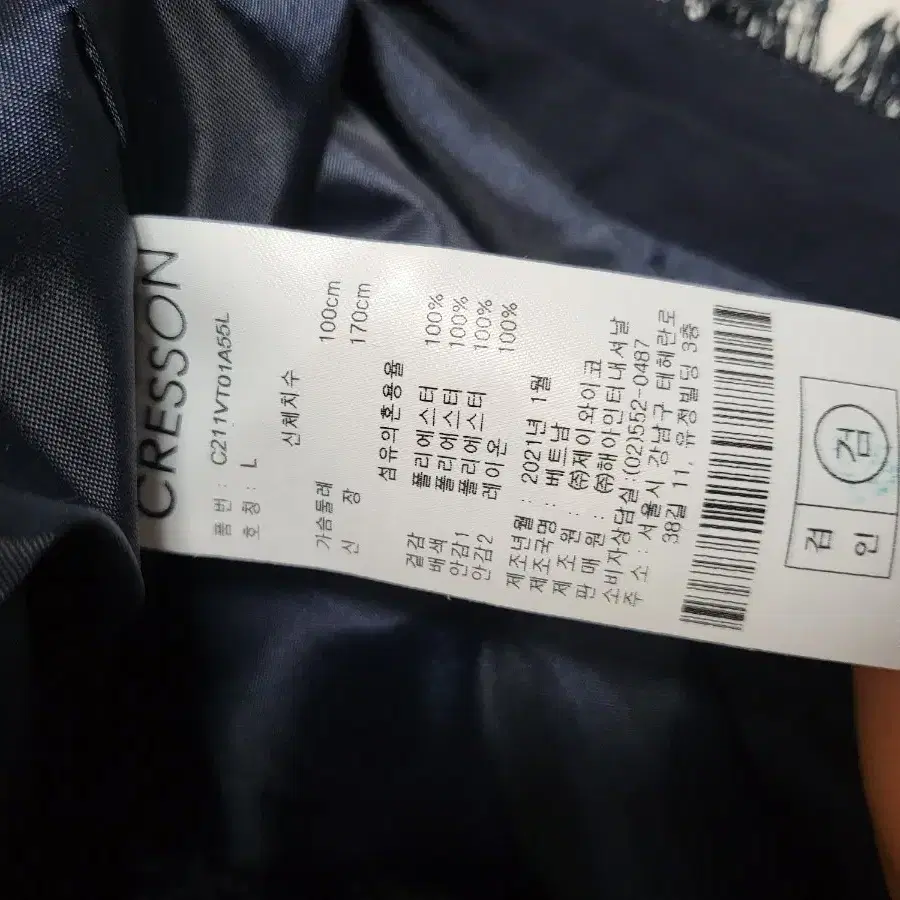 CRESSON
품 번 : C211VT01A55L
호 칭 : L
신체치수
가슴둘레 100cm
신 장 170cm
섬유의혼용율
겉감 폴리에스터 100%
배색 폴리에스터 100%
안감1 폴리에스터 100%
안감2 레이온 100%
제조년월 : 2021년 1월
제조국명 : 베트남
제 조 원 : ㈜제이와이코
판 매 원 : ㈜해아인터내셔날
소비자상담실:(02)552-0487
주 소 : 서울시 강남구 테헤란로
38길 11, 유정빌딩 3층
검
인
검